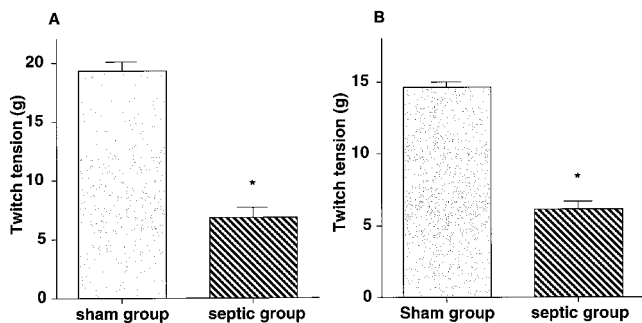 A
Twitch tension (g)
20
15
10
5
0
*
sham group
septic group
B
Twitch tension (g)
15
10
5
0
*
Sham group
septic group